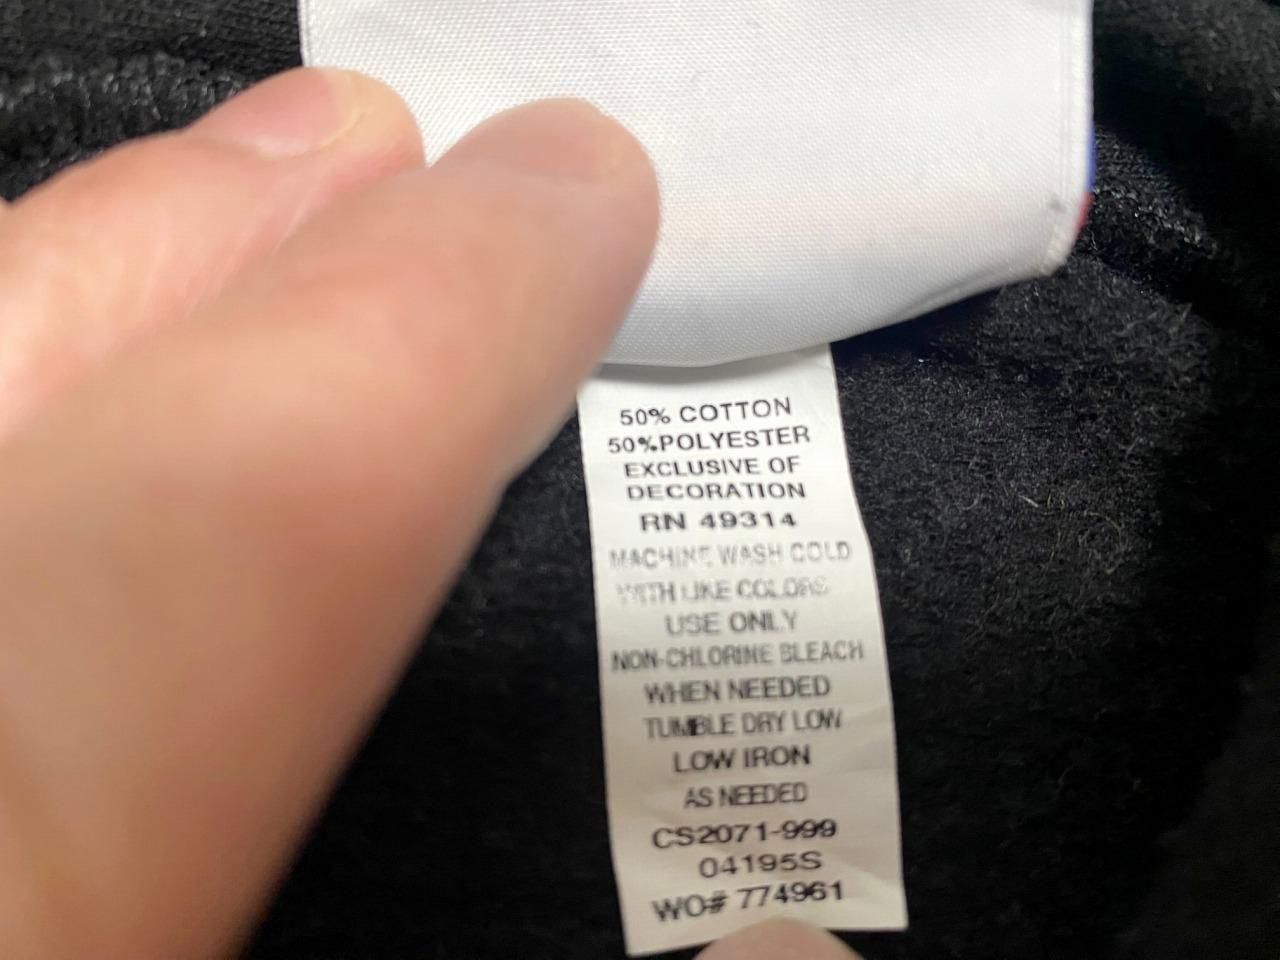 50% COTTON
50%POLYESTER
EXCLUSIVE OF
DECORATION
RN 49314
MACHINE WASH COLD
WITH LIKE COLORS
USE ONLY
NON-CHLORINE BLEACH
WHEN NEEDED
TUMBLE DRY LOW
LOW IRON
AS NEEDED
CS2071-999
04195S
WO# 774961